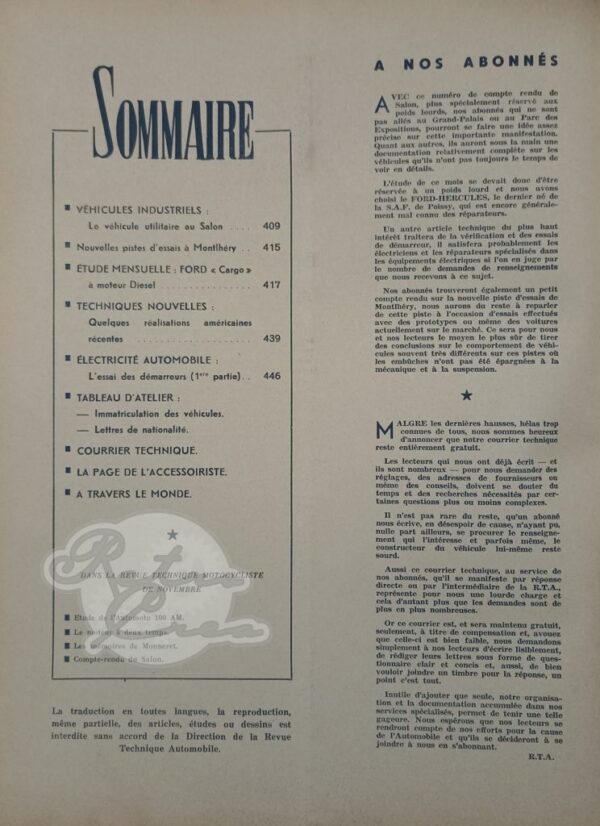 SOMMAIRE
VÉHICULES INDUSTRIELS :
Le véhicule utilitaire au Salon .... 409
Nouvelles pistes d'essais à Montlhéry . 415
ÉTUDE MENSUELLE : FORD « Cargo »
à moteur Diesel .................. 417
TECHNIQUES NOUVELLES :
Quelques réalisations américaines
récentes .................. 439
ÉLECTRICITÉ AUTOMOBILE :
L'essai des démarreurs (1ère partie).. 446
TABLEAU D'ATELIER :
— Immatriculation des véhicules.
— Lettres de nationalité.
COURRIER TECHNIQUE.
LA PAGE DE L'ACCESSOIRISTE.
A TRAVERS LE MONDE.
DANS LA REVUE TECHNIQUE MOTOCYCLISTE
DE NOVEMBRE
Etude de l'Automoto 100 AM.
Le moteur à deux temps.
Les mémoires de Monneret.
Compte-rendu du Salon.
La traduction en toutes langues, la reproduction,
même partielle, des articles, études ou dessins est
interdite sans accord de la Direction de la Revue
Technique Automobile.
A NOS ABONNÉS
AVEC ce numéro de compte rendu de
Salon, plus spécialement réservé aux
poids lourds, nos abonnés qui ne sont
pas allés au Grand-Palais ou au Parc des
Expositions, pourront se faire une idée assez
précise sur cette importante manifestation.
Quant aux autres, ils auront sous la main une
documentation relativement complète sur les
véhicules qu'ils n'ont pas toujours le temps de
voir en détails.
L'étude de ce mois se devait donc d'être
réservée à un poids lourd et nous avons
choisi le FORD-HERCULES, le dernier né de
la S.A.F. de Poissy, qui est encore générale-
ment mal connu des réparateurs.
Un autre article technique du plus haut
intérêt traitera de la vérification et des essais
de démarreur, il satisfera probablement les
électriciens et les réparateurs spécialisés dans
les équipements électriques si l'on en juge par
le nombre de demandes de renseignements
que nous recevons à ce sujet.
Nos abonnés trouveront également un petit
compte rendu sur la nouvelle piste d'essais de
Montlhéry, nous aurons du reste à reparler
de cette piste à l'occasion d'essais effectués
avec des prototypes ou même des voitures
actuellement sur le marché. Ce sera pour nous
et nos lecteurs le moyen le plus sûr de tirer
des conclusions sur le comportement de véhi-
cules souvent très différents sur ces pistes où
les embûches n'ont pas été épargnées à la
mécanique et à la suspension.
MALGRE les dernières hausses, hélas trop
connues de tous, nous sommes heureux
d'annoncer que notre courrier technique
reste entièrement gratuit.
Les lecteurs qui nous ont déjà écrit — et
ils sont nombreux — pour nous demander des
réglages, des adresses de fournisseurs ou
même des conseils, doivent se douter du
temps et des recherches nécessités par cer-
taines questions plus ou moins complexes.
Il n'est pas rare du reste, qu'un abonné
nous écrive, en désespoir de cause, n'ayant pu,
nulle part ailleurs, se procurer le renseigne-
ment qui l'intéresse et parfois même, le
constructeur du véhicule lui-même reste
sourd.
Aussi ce courrier technique, au service de
nos abonnés, qu'il se manifeste par réponse
directe ou par l'intermédiaire de la R.T.A.,
représente pour nous une lourde charge et
cela d'autant plus que les demandes sont de
plus en plus nombreuses.
Or ce courrier est, et sera maintenu gratuit,
seulement, à titre de compensation et, avouez
que celle-ci est bien faible, nous demandons
simplement à nos lecteurs d'écrire lisiblement,
de rédiger leurs lettres sous forme de ques-
tionnaire clair et concis et, aussi, de bien
vouloir joindre un timbre pour la réponse, un
point c'est tout.
Inutile d'ajouter que seule, notre organisa-
tion et la documentation accumulée dans nos
services spécialisés, permet de tenir une telle
gageure. Nous espérons que nos lecteurs se
rendront compte de nos efforts pour la cause
de l'Automobile et qu'ils se décideront à se
joindre à nous en s'abonnant.
R.T.A.